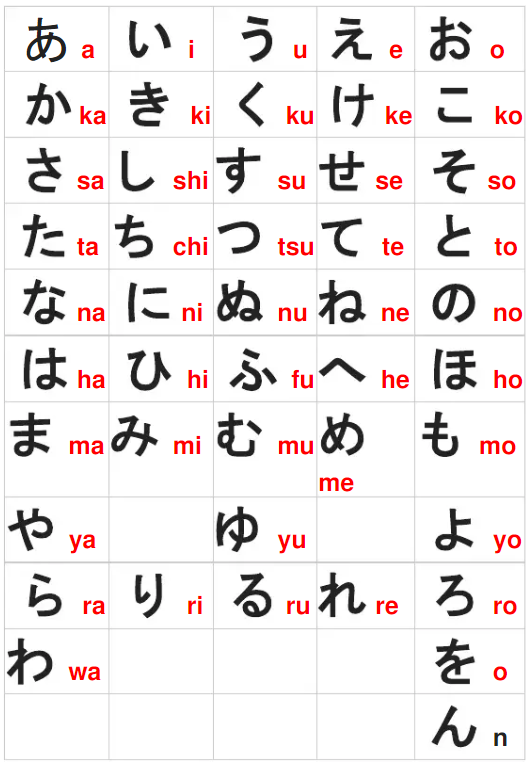 あ a い i う u え e お o
か ka き ki く ku け ke こ ko
さ sa し shi す su せ se そ so
た ta ち chi つ tsu て te と to
な na に ni ぬ nu ね ne の no
は ha ひ hi ふ fu へ he ほ ho
ま ma み mi む mu め me も mo
や ya ゆ yu よ yo
ら ra り ri る ru れ re ろ ro
わ wa を o
ん n